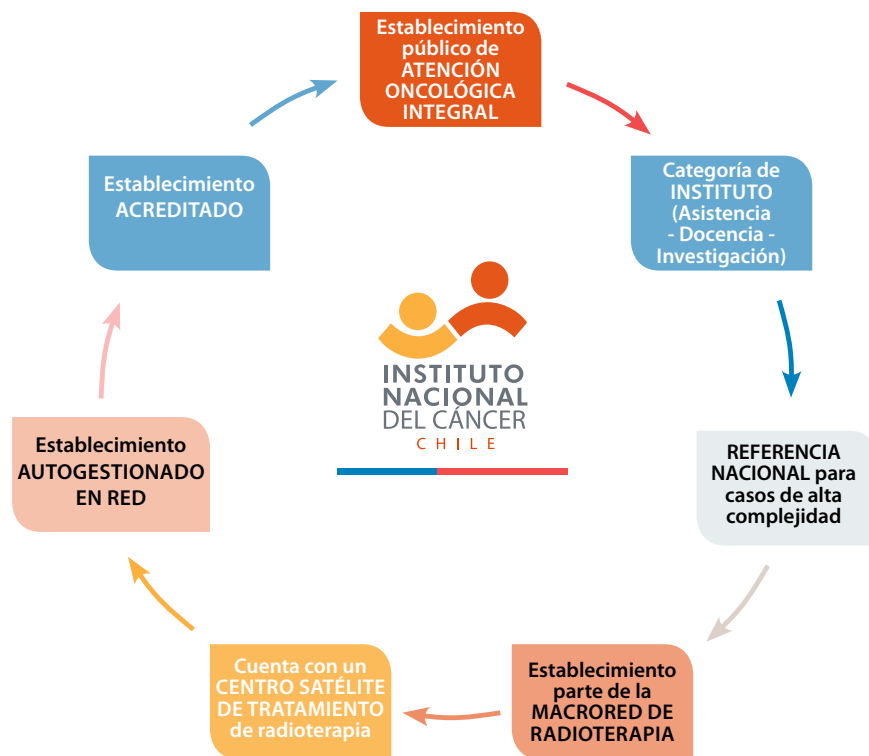 Establecimiento
público de
ATENCIÓN
ONCOLÓGICA
INTEGRAL
Categoría de
INSTITUTO
(Asistencia
- Docencia -
Investigación)
REFERENCIA
NACIONAL para
casos de alta
complejidad
Establecimiento
parte de la
MACRORED DE
RADIOTERAPIA
Cuenta con un
CENTRO SATÉLITE
DE TRATAMIENTO
de radioterapia
Establecimiento
AUTOGESTIONADO
EN RED
Establecimiento
ACREDITADO
INSTITUTO
NACIONAL
DEL CÁNCER
CHILE